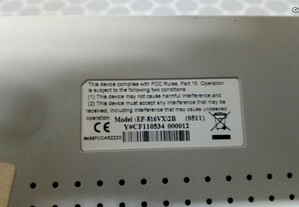 This device complies with FCC Rules, Part 15. Operation
is subject to the following two conditions
(1) This device may not cause harmful interference, and
(2) This device must accept any interference that may be
received, including interference that may cause undesired
operation.
Model :EP-816VX\2B (0511)
CE Y#CF110534 000012